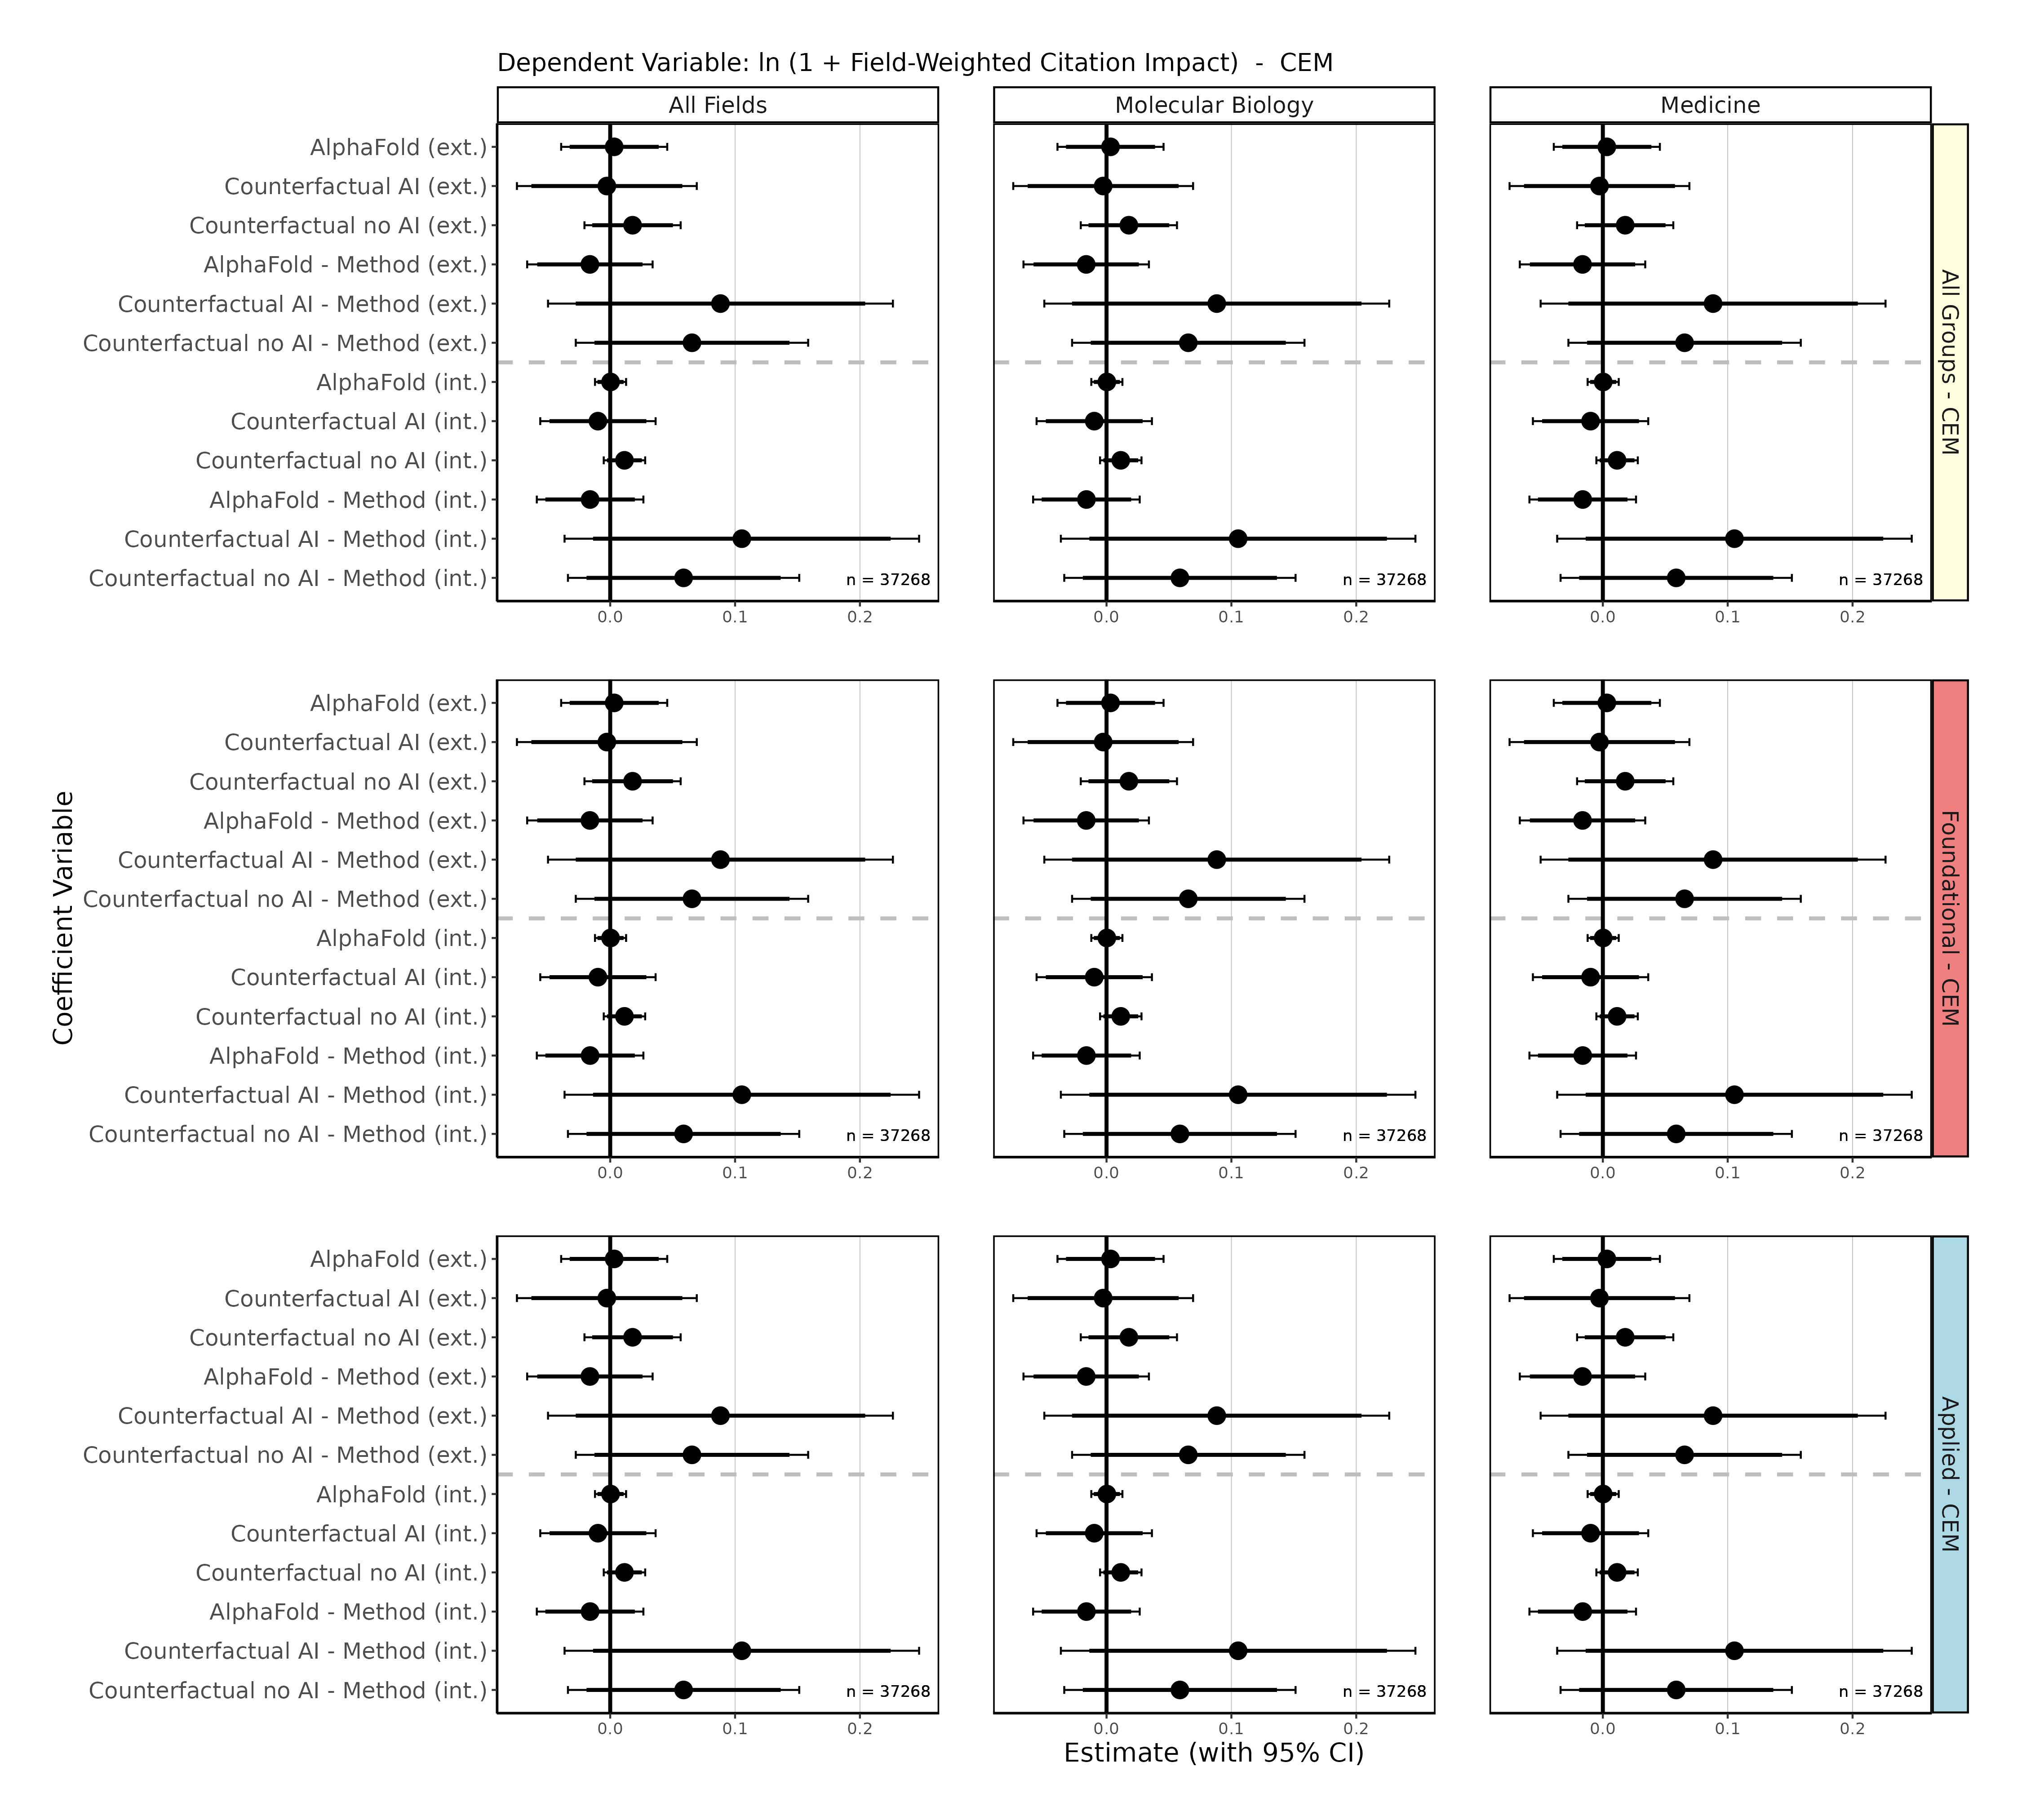 Dependent Variable: ln (1 + Field-Weighted Citation Impact)  -  CEM
All Fields
Molecular Biology
Medicine
AlphaFold (ext.)
Counterfactual AI (ext.)
Counterfactual no AI (ext.)
AlphaFold - Method (ext.)
Counterfactual AI - Method (ext.)
Counterfactual no AI - Method (ext.)
AlphaFold (int.)
Counterfactual AI (int.)
Counterfactual no AI (int.)
AlphaFold - Method (int.)
Counterfactual AI - Method (int.)
Counterfactual no AI - Method (int.)
n = 37268
n = 37268
n = 37268
0.0 0.1 0.2
0.0 0.1 0.2
0.0 0.1 0.2
All Groups - CEM
Coefficient Variable
AlphaFold (ext.)
Counterfactual AI (ext.)
Counterfactual no AI (ext.)
AlphaFold - Method (ext.)
Counterfactual AI - Method (ext.)
Counterfactual no AI - Method (ext.)
AlphaFold (int.)
Counterfactual AI (int.)
Counterfactual no AI (int.)
AlphaFold - Method (int.)
Counterfactual AI - Method (int.)
Counterfactual no AI - Method (int.)
n = 37268
n = 37268
n = 37268
0.0 0.1 0.2
0.0 0.1 0.2
0.0 0.1 0.2
Foundational - CEM
AlphaFold (ext.)
Counterfactual AI (ext.)
Counterfactual no AI (ext.)
AlphaFold - Method (ext.)
Counterfactual AI - Method (ext.)
Counterfactual no AI - Method (ext.)
AlphaFold (int.)
Counterfactual AI (int.)
Counterfactual no AI (int.)
AlphaFold - Method (int.)
Counterfactual AI - Method (int.)
Counterfactual no AI - Method (int.)
n = 37268
n = 37268
n = 37268
0.0 0.1 0.2
0.0 0.1 0.2
0.0 0.1 0.2
Applied - CEM
Estimate (with 95% CI)